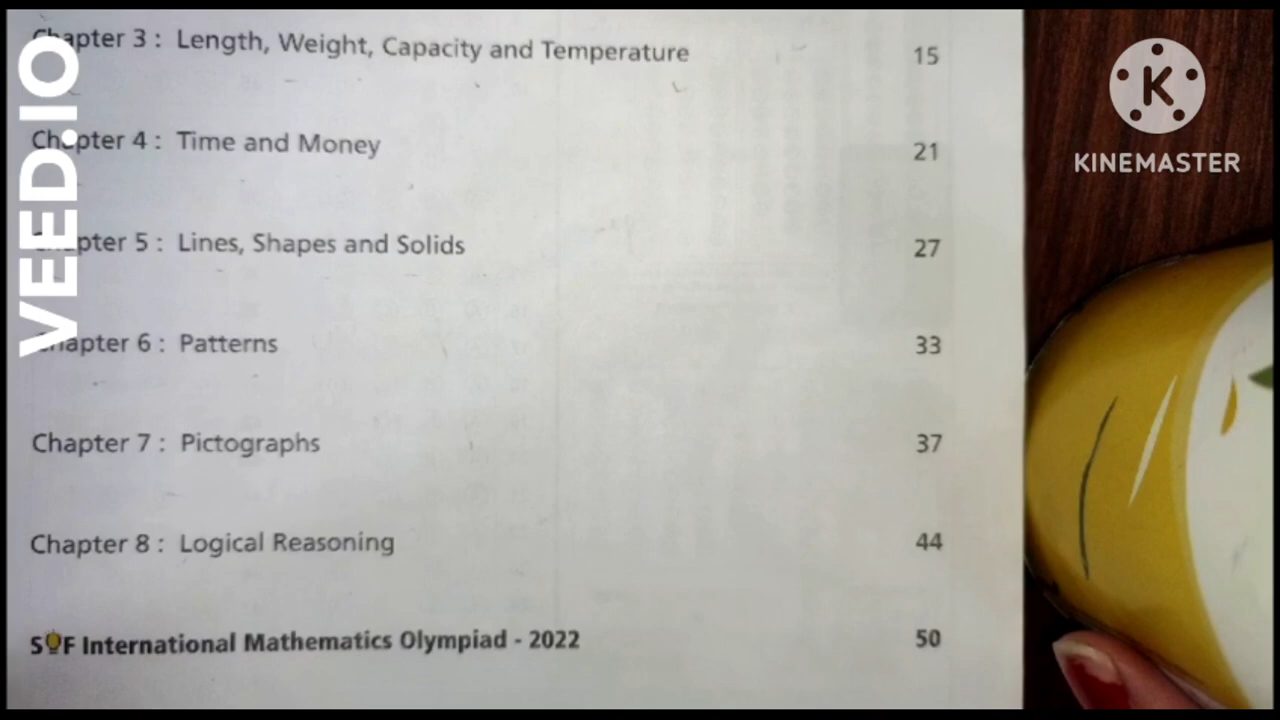 Chapter 3 : Length, Weight, Capacity and Temperature 15
Chapter 4 : Time and Money 21
Chapter 5 : Lines, Shapes and Solids 27
Chapter 6 : Patterns 33
Chapter 7 : Pictographs 37
Chapter 8 : Logical Reasoning 44
SOF International Mathematics Olympiad - 2022 50
VEED.IO
K
KINEMASTER